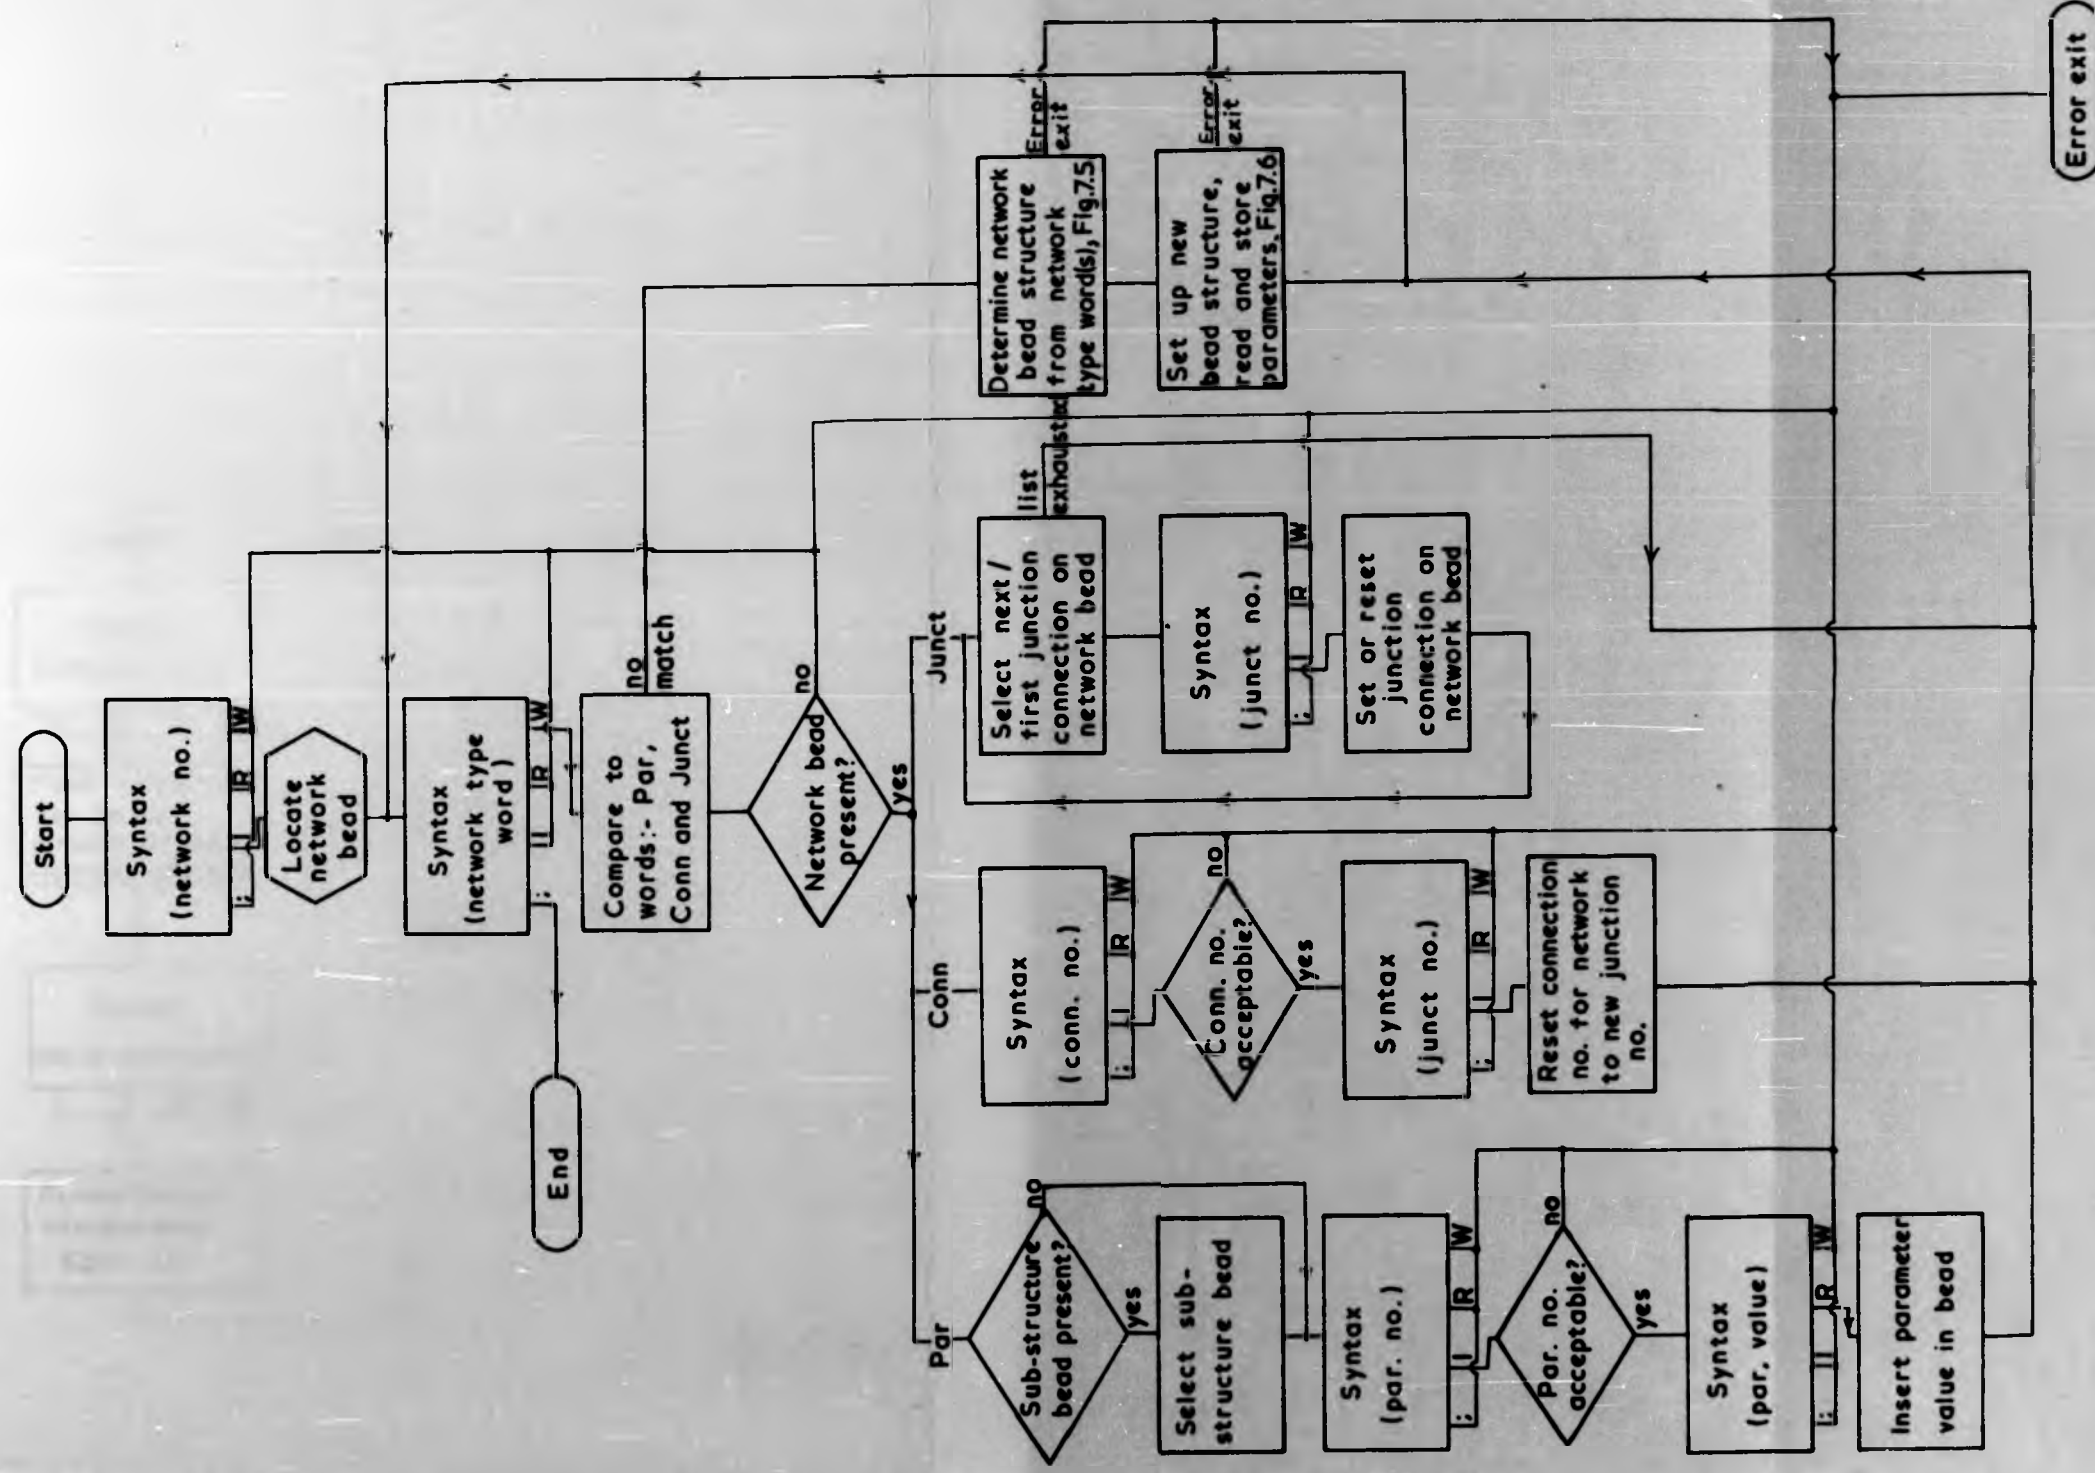 Start
Syntax
(network no.)
; I R W
Locate
network
bead
Syntax
(network type
word)
; I R W
End
Compare to
words:- Par,
Conn and Junct
no
match
Network bead
present?
no
yes
Par
Conn
Junct
Sub-structure
bead present?
no
yes
Select sub-
structure bead
Syntax
(par. no.)
; I R W
Par. no.
acceptable?
no
yes
Syntax
(par. value)
; I R W
Insert parameter
value in bead
Syntax
(conn. no.)
; I R W
Conn. no.
acceptable?
no
yes
Syntax
(junct no.)
; I R W
Reset connection
no. for network
to new junction
no.
Select next/
first junction
connection on
network bead
list
exhausted
Syntax
(junct no.)
; I R W
Set or reset
junction
connection on
network bead
Determine network
bead structure
from network
type word(s), Fig.7.5
Error
exit
Set up new
bead structure,
read and store
parameters, Fig.7.6
Error
exit
Error exit